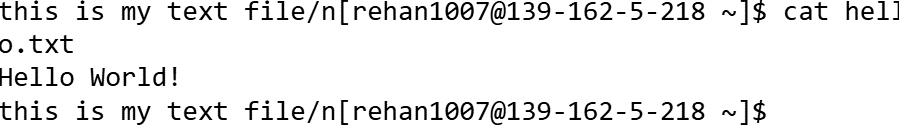 this is my text file/n[rehan1007@139-162-5-218 ~]$ cat hell
o.txt
Hello World!
this is my text file/n[rehan1007@139-162-5-218 ~]$